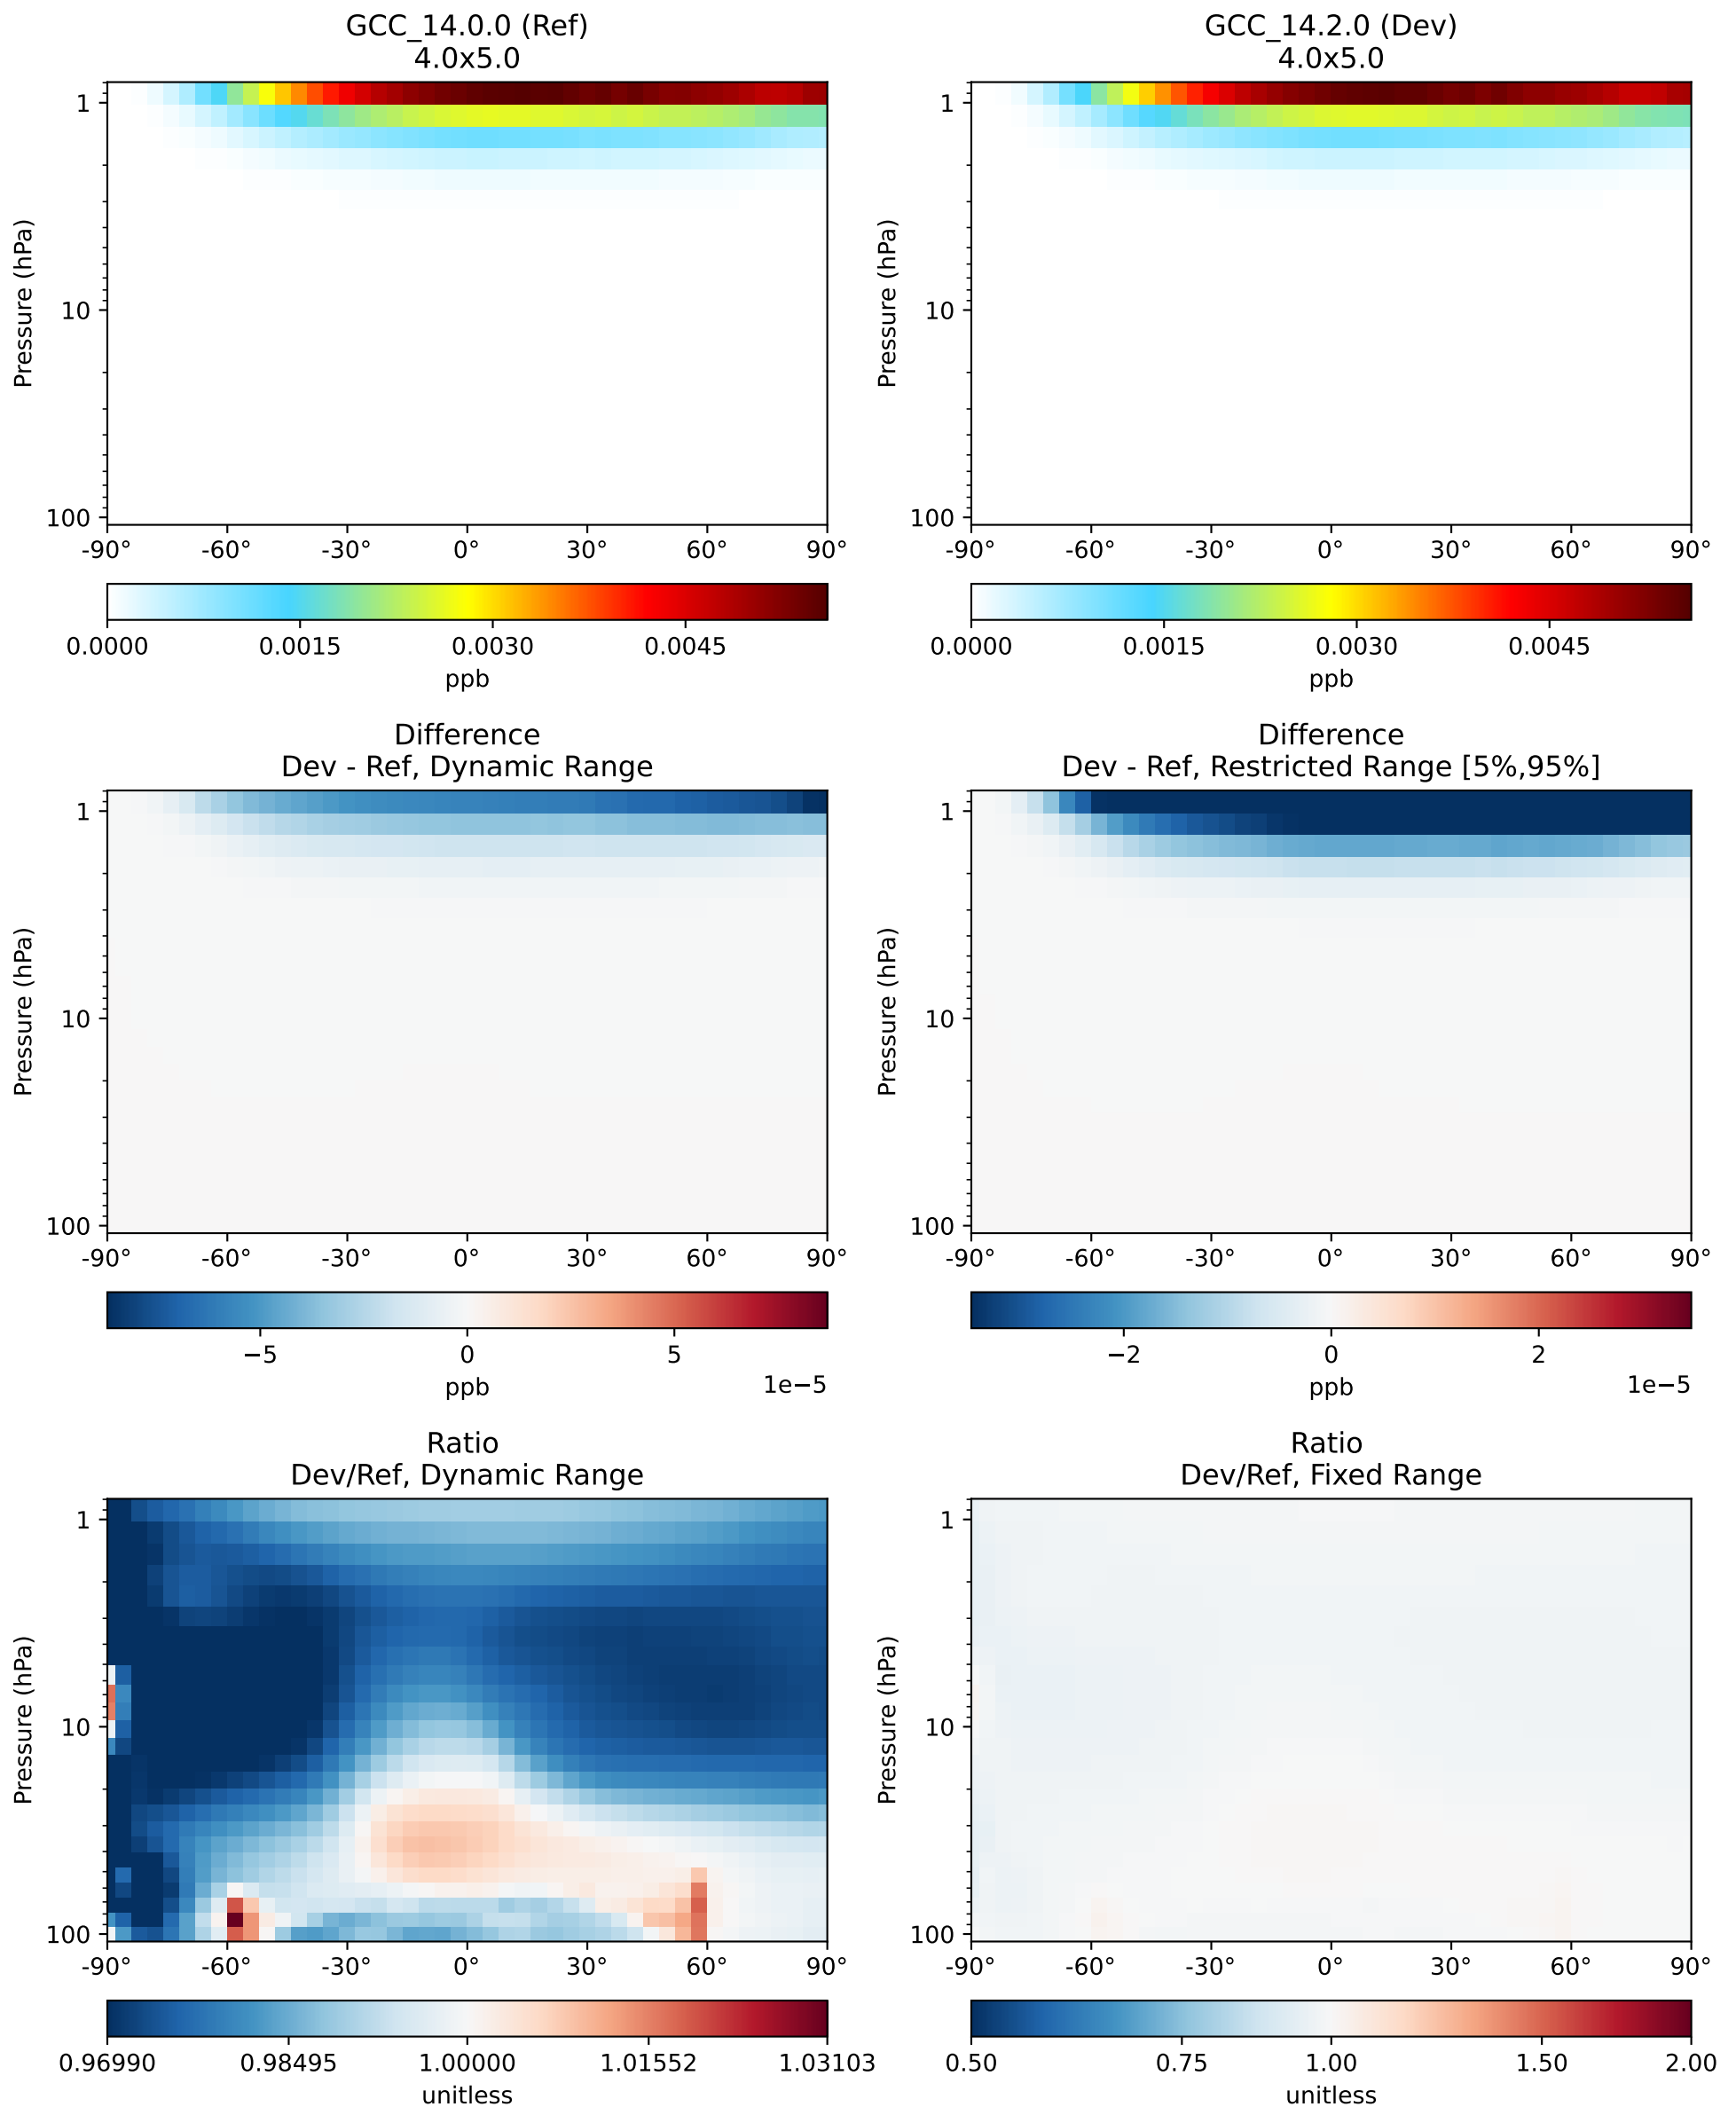 GCC_14.0.0 (Ref)
4.0x5.0
GCC_14.2.0 (Dev)
4.0x5.0
Pressure (hPa)
1
10
100
-90° -60° -30° 0° 30° 60° 90°
0.0000 0.0015 0.0030 0.0045
ppb
Pressure (hPa)
1
10
100
-90° -60° -30° 0° 30° 60° 90°
0.0000 0.0015 0.0030 0.0045
ppb
Difference
Dev - Ref, Dynamic Range
Pressure (hPa)
1
10
100
-90° -60° -30° 0° 30° 60° 90°
−5 0 5
ppb
1e−5
Difference
Dev - Ref, Restricted Range [5%,95%]
Pressure (hPa)
1
10
100
-90° -60° -30° 0° 30° 60° 90°
−2 0 2
ppb
1e−5
Ratio
Dev/Ref, Dynamic Range
Pressure (hPa)
1
10
100
-90° -60° -30° 0° 30° 60° 90°
0.96990 0.98495 1.00000 1.01552 1.03103
unitless
Ratio
Dev/Ref, Fixed Range
Pressure (hPa)
1
10
100
-90° -60° -30° 0° 30° 60° 90°
0.50 0.75 1.00 1.50 2.00
unitless